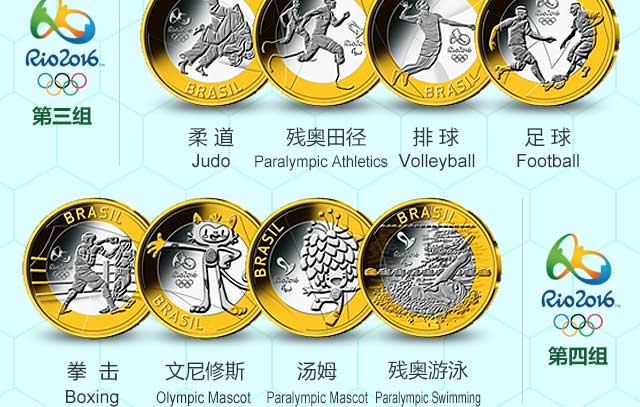 Rio2016
第三组
BRASIL
BRASIL
BRASIL
BRASIL
柔道
Judo
残奥田径
Paralympic Athletics
排球
Volleyball
足球
Football
BRASIL
BRASIL
BRASIL
BRASIL
拳击
Boxing
文尼修斯
Olympic Mascot
汤姆
Paralympic Mascot
残奥游泳
Paralympic Swimming
Rio2016
第四组